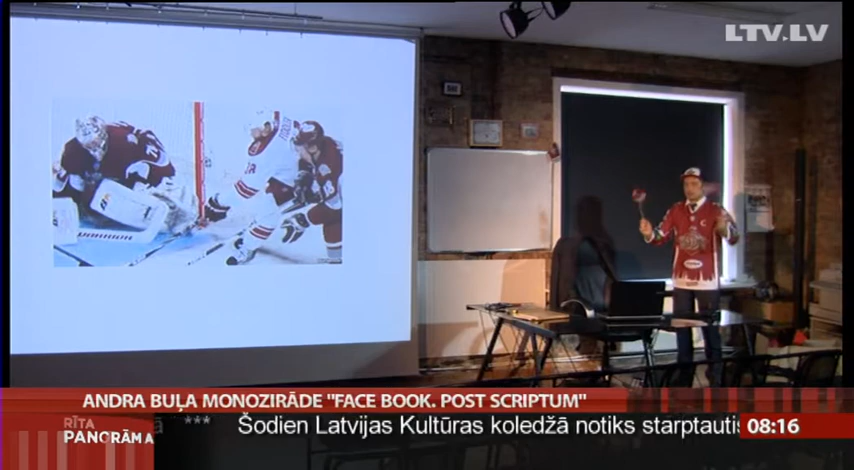 LTV.LV
ANDRA BUĻA MONOZIRĀDE "FACE BOOK. POST SCRIPTUM"
RĪTA
PANORĀMA
*** Šodien Latvijas Kultūras koledžā notiks starptautis
08:16